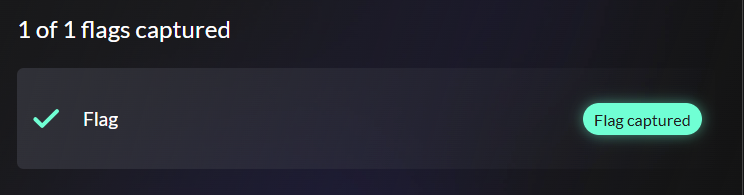 1 of 1 flags captured
Flag
Flag captured